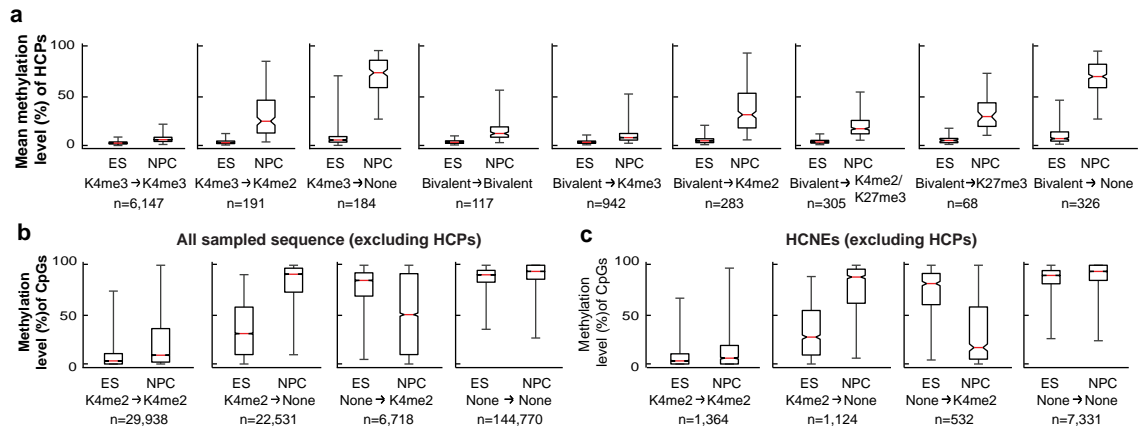 a
Mean methylation
level (%) of HCPs
100
50
0
ES NPC ES NPC ES NPC ES NPC ES NPC ES NPC ES NPC ES NPC ES NPC
K4me3→K4me3 K4me3→K4me2 K4me3→None Bivalent→Bivalent Bivalent→K4me3 Bivalent→K4me2 Bivalent→K4me2/K27me3 Bivalent→K27me3 Bivalent→None
n=6,147 n=191 n=184 n=117 n=942 n=283 n=305 n=68 n=326
b All sampled sequence (excluding HCPs)
Methylation
level (%)of CpGs
100
50
0
ES NPC ES NPC ES NPC ES NPC
K4me2→K4me2 K4me2→None None→K4me2 None → None
n=29,938 n=22,531 n=6,718 n=144,770
c HCNEs (excluding HCPs)
Methylation
level (%)of CpGs
100
50
0
ES NPC ES NPC ES NPC ES NPC
K4me2→K4me2 K4me2→None None→K4me2 None → None
n=1,364 n=1,124 n=532 n=7,331